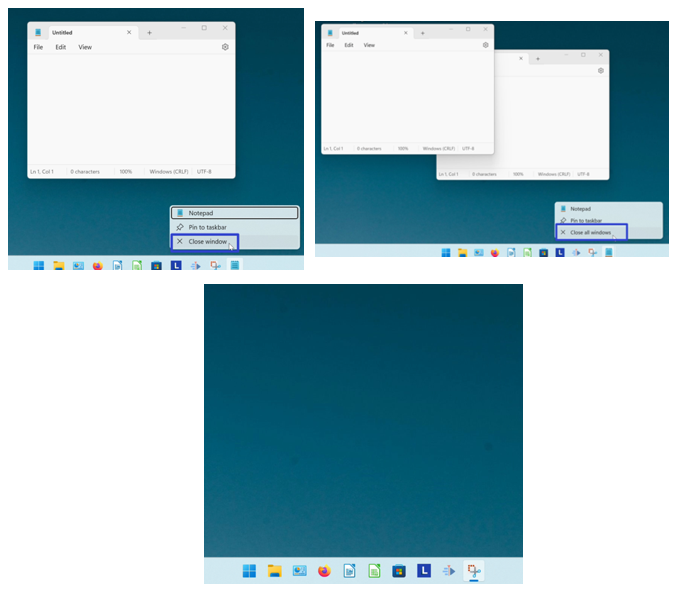 Untitled
File Edit View
Ln 1, Col 1 0 characters 100% Windows (CRLF) UTF-8
Notepad
Pin to taskbar
Close window
L
Untitled
File Edit View
Ln 1, Col 1 0 characters 100% Windows (CRLF) UTF-8
Ln 1, Col 1 0 characters 100% Windows (CRLF) UTF-8
Notepad
Pin to taskbar
Close all windows
L
L